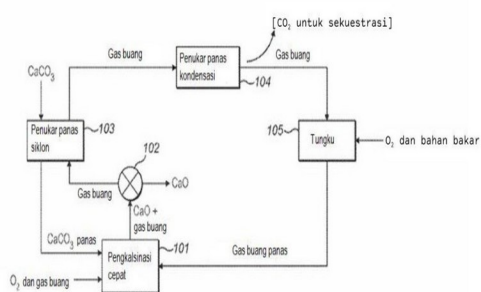 [CO₂ untuk sekuestrasi]
Gas buang
Penukar panas
kondensasi
104
Gas buang
CaCO₃
Penukar panas
siklon
103
102
105
Tungku
O₂ dan bahan bakar
Gas buang
CaO
CaO +
gas buang
CaCO₃ panas
101
Gas buang panas
Pengkalsinasi
cepat
O₂ dan gas buang